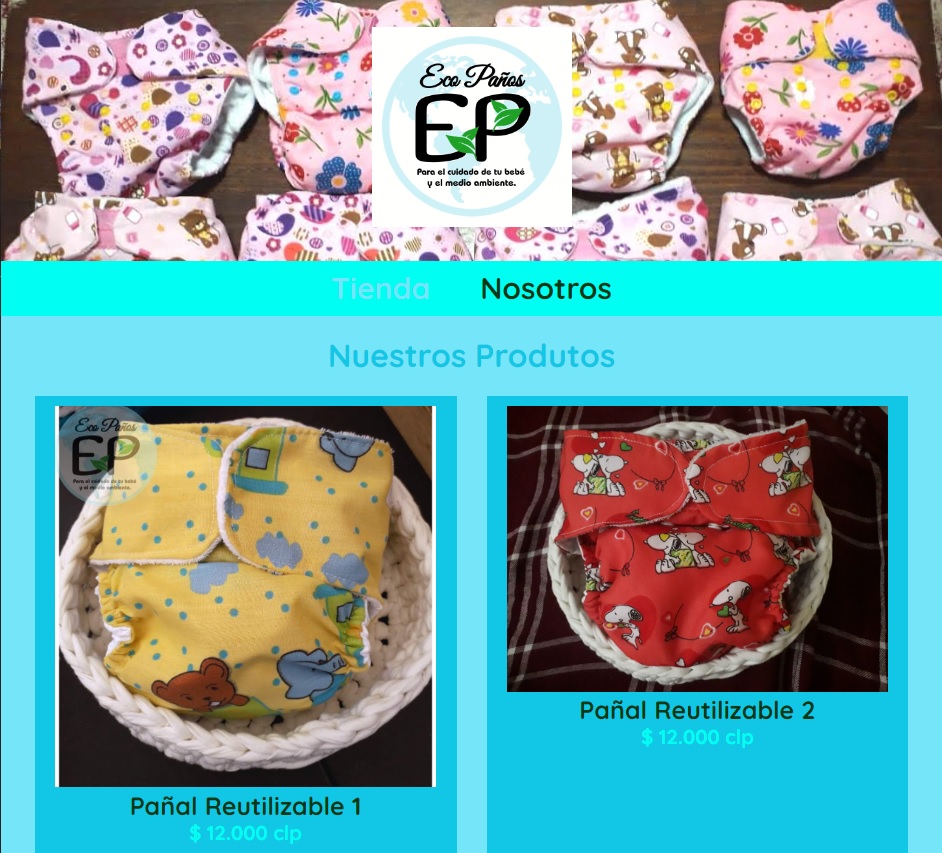 Eco Paños
EP
Para el cuidado de tu bebé
y el medio ambiente.
Tienda
Nosotros
Nuestros Produtos
Eco Paños
EP
Para el cuidado de tu bebé
y el medio ambiente.
Pañal Reutilizable 1
$ 12.000 clp
Pañal Reutilizable 2
$ 12.000 clp